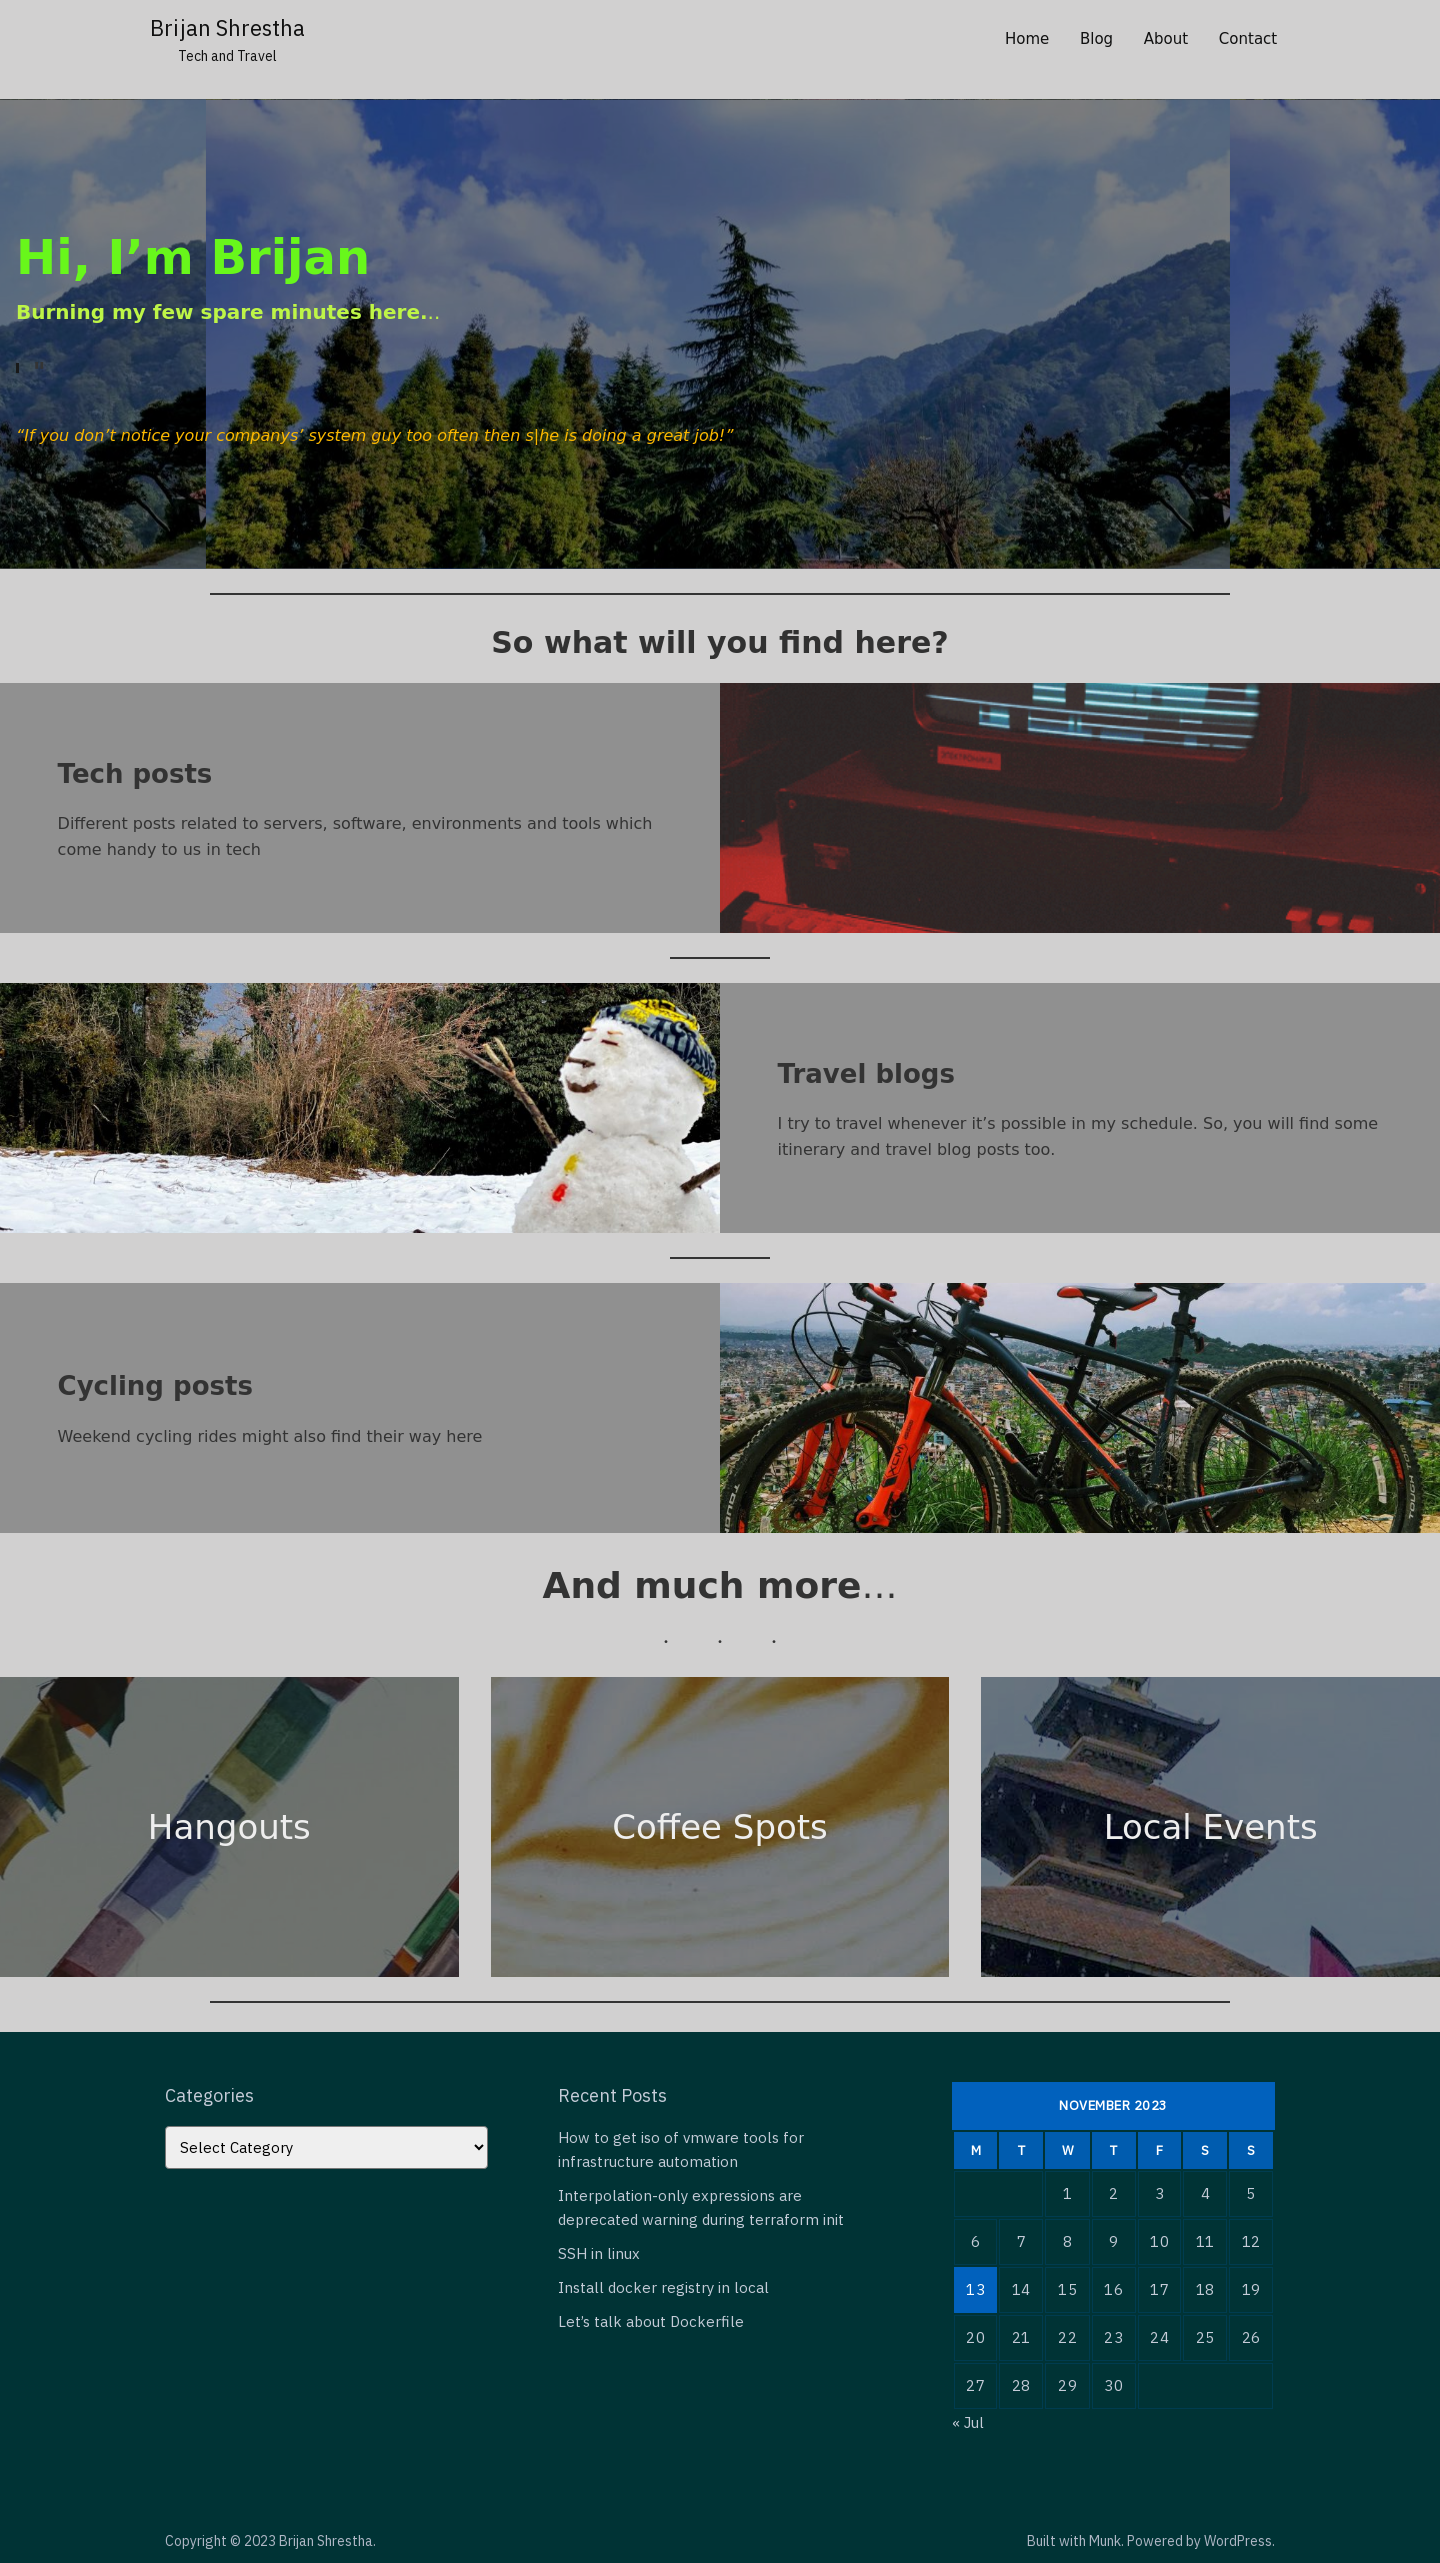 Brijan Shrestha
Tech and Travel
Home Blog About Contact
Hi, I’m Brijan
Burning my few spare minutes here...
“If you don’t notice your companys’ system guy too often then s|he is doing a great job!”
So what will you find here?
Tech posts
Different posts related to servers, software, environments and tools which
come handy to us in tech
Travel blogs
I try to travel whenever it’s possible in my schedule. So, you will find some
itinerary and travel blog posts too.
Cycling posts
Weekend cycling rides might also find their way here
XCM
And much more…
· · ·
Hangouts
Coffee Spots
Local Events
Categories
Select Category
Recent Posts
How to get iso of vmware tools for
infrastructure automation
Interpolation-only expressions are
deprecated warning during terraform init
SSH in linux
Install docker registry in local
Let’s talk about Dockerfile
NOVEMBER 2023
M T W T F S S
1 2 3 4 5
6 7 8 9 10 11 12
13 14 15 16 17 18 19
20 21 22 23 24 25 26
27 28 29 30
« Jul
Copyright © 2023 Brijan Shrestha.
Built with Munk. Powered by WordPress.